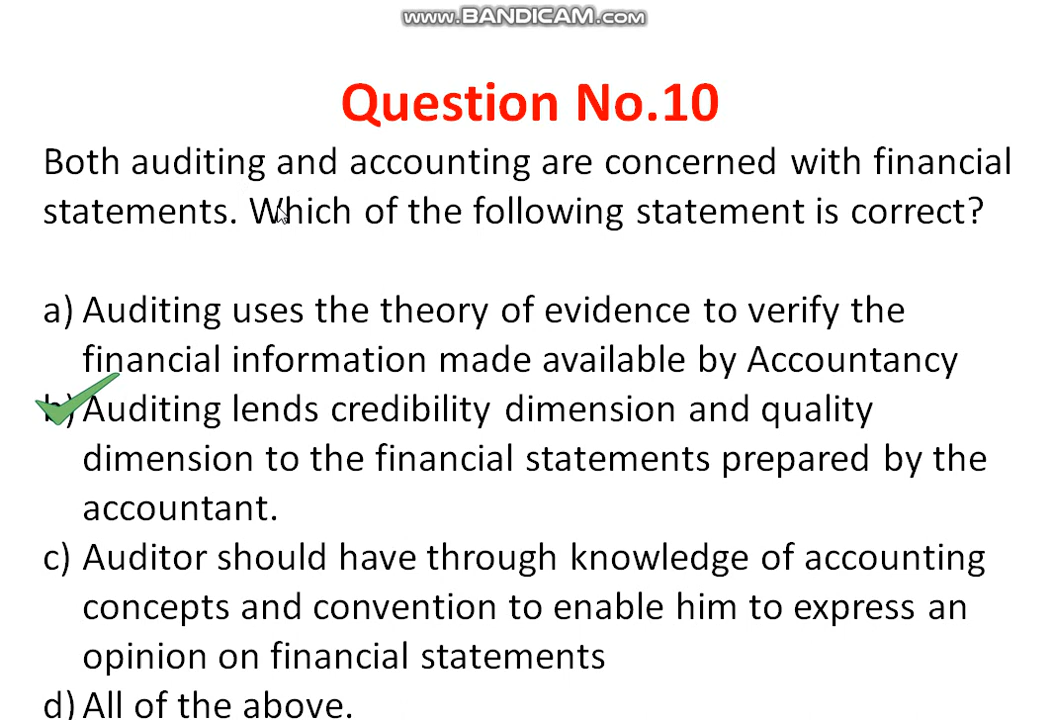 www.BANDICAM.com
Question No.10
Both auditing and accounting are concerned with financial
statements. Which of the following statement is correct?
a) Auditing uses the theory of evidence to verify the
financial information made available by Accountancy
b) Auditing lends credibility dimension and quality
dimension to the financial statements prepared by the
accountant.
c) Auditor should have through knowledge of accounting
concepts and convention to enable him to express an
opinion on financial statements
d) All of the above.